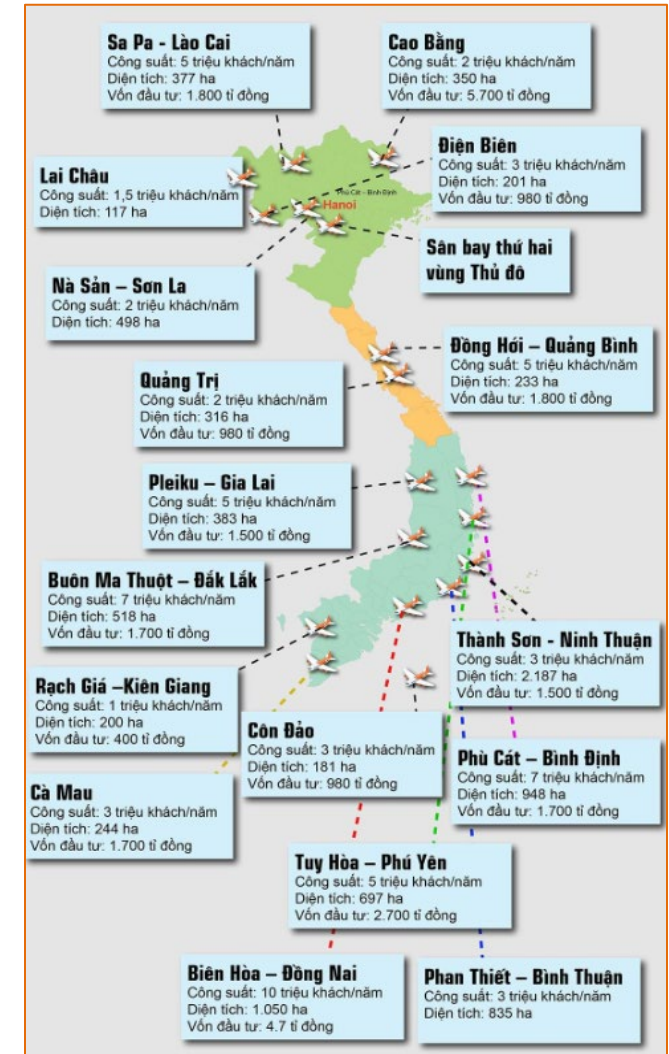 Sa Pa - Lào Cai
Công suất: 5 triệu khách/năm
Diện tích: 377 ha
Vốn đầu tư: 1.800 tỉ đồng
Cao Bằng
Công suất: 2 triệu khách/năm
Diện tích: 350 ha
Vốn đầu tư: 5.700 tỉ đồng
Điện Biên
Công suất: 3 triệu khách/năm
Diện tích: 201 ha
Vốn đầu tư: 980 tỉ đồng
Lai Châu
Công suất: 1,5 triệu khách/năm
Diện tích: 117 ha
Phù Cát - Bình Định
Hanoi
Sân bay thứ hai
vùng Thủ đô
Nà Sản – Sơn La
Công suất: 2 triệu khách/năm
Diện tích: 498 ha
Đồng Hới – Quảng Bình
Công suất: 5 triệu khách/năm
Diện tích: 233 ha
Vốn đầu tư: 1.800 tỉ đồng
Quảng Trị
Công suất: 2 triệu khách/năm
Diện tích: 316 ha
Vốn đầu tư: 980 tỉ đồng
Pleiku – Gia Lai
Công suất: 5 triệu khách/năm
Diện tích: 383 ha
Vốn đầu tư: 1.500 tỉ đồng
Buôn Ma Thuột – Đắk Lắk
Công suất: 7 triệu khách/năm
Diện tích: 518 ha
Vốn đầu tư: 1.700 tỉ đồng
Thành Sơn - Ninh Thuận
Công suất: 3 triệu khách/năm
Diện tích: 2.187 ha
Vốn đầu tư: 1.500 tỉ đồng
Rạch Giá –Kiên Giang
Công suất: 1 triệu khách/năm
Diện tích: 200 ha
Vốn đầu tư: 400 tỉ đồng
Côn Đảo
Công suất: 3 triệu khách/năm
Diện tích: 181 ha
Vốn đầu tư: 980 tỉ đồng
Phù Cát – Bình Định
Công suất: 7 triệu khách/năm
Diện tích: 948 ha
Vốn đầu tư: 1.700 tỉ đồng
Cà Mau
Công suất: 3 triệu khách/năm
Diện tích: 244 ha
Vốn đầu tư: 1.700 tỉ đồng
Tuy Hòa – Phú Yên
Công suất: 5 triệu khách/năm
Diện tích: 697 ha
Vốn đầu tư: 2.700 tỉ đồng
Biên Hòa – Đồng Nai
Công suất: 10 triệu khách/năm
Diện tích: 1.050 ha
Vốn đầu tư: 4.7 tỉ đồng
Phan Thiết – Bình Thuận
Công suất: 3 triệu khách/năm
Diện tích: 835 ha